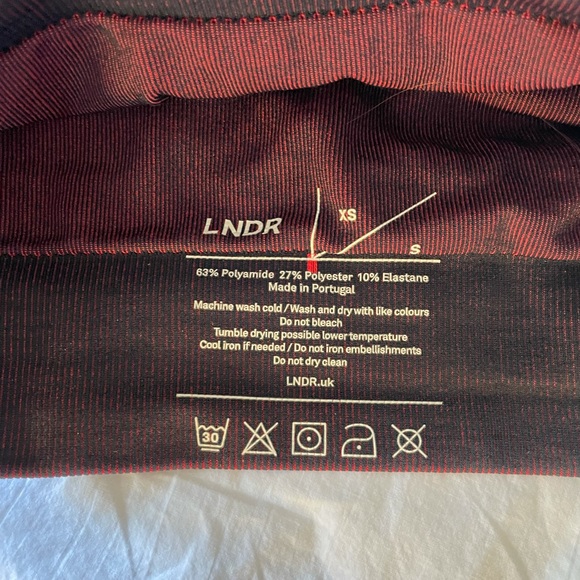 LNDR
XS
S
63% Polyamide 27% Polyester 10% Elastane
Made in Portugal
Machine wash cold / Wash and dry with like colours
Do not bleach
Tumble drying possible lower temperature
Cool iron if needed / Do not iron embellishments
Do not dry clean
LNDR.uk
30